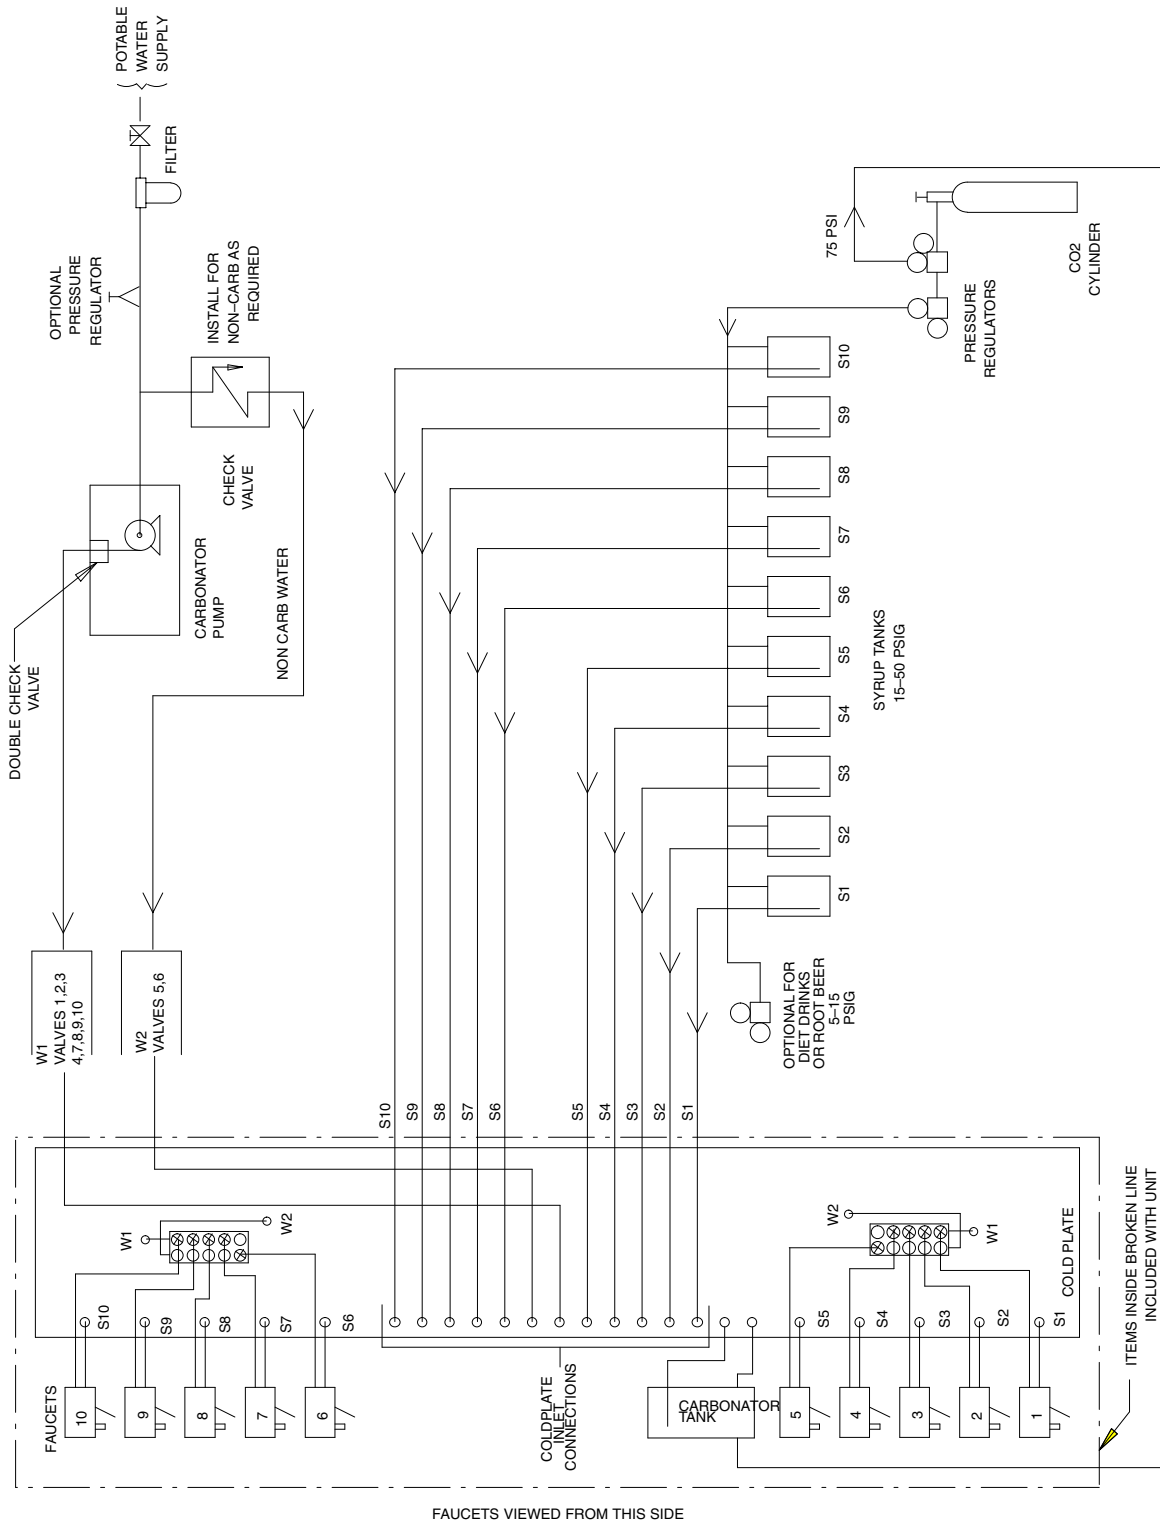 POTABLE
WATER
SUPPLY
FILTER
OPTIONAL
PRESSURE
REGULATOR
INSTALL FOR
NON–CARB AS
REQUIRED
CHECK
VALVE
CARBONATOR
PUMP
NON CARB WATER
DOUBLE CHECK
VALVE
W1
VALVES 1,2,3
4,7,8,9,10
W2
VALVES 5,6
75 PSI
CO2
CYLINDER
PRESSURE
REGULATORS
S10
S9
S8
S7
S6
S5
S4
S3
S2
S1
SYRUP TANKS
15–50 PSIG
OPTIONAL FOR
DIET DRINKS
OR ROOT BEER
5–15
PSIG
S10
S9
S8
S7
S6
S5
S4
S3
S2
S1
W1
W2
W2
W1
COLD PLATE
S10
S9
S8
S7
S6
S5
S4
S3
S2
S1
FAUCETS
10
9
8
7
6
COLDPLATE
INLET
CONNECTIONS
CARBONATOR
TANK
5
4
3
2
1
ITEMS INSIDE BROKEN LINE
INCLUDED WITH UNIT
FAUCETS VIEWED FROM THIS SIDE